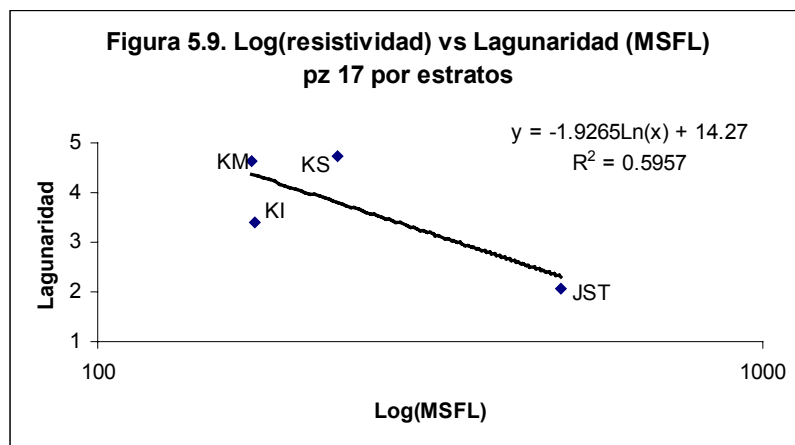 Figura 5.9. Log(resistividad) vs Lagunaridad (MSFL)
pz 17 por estratos
y = -1.9265Ln(x) + 14.27
R² = 0.5957
Lagunaridad
5
4
3
2
1
KM
KS
KI
JST
100
1000
Log(MSFL)